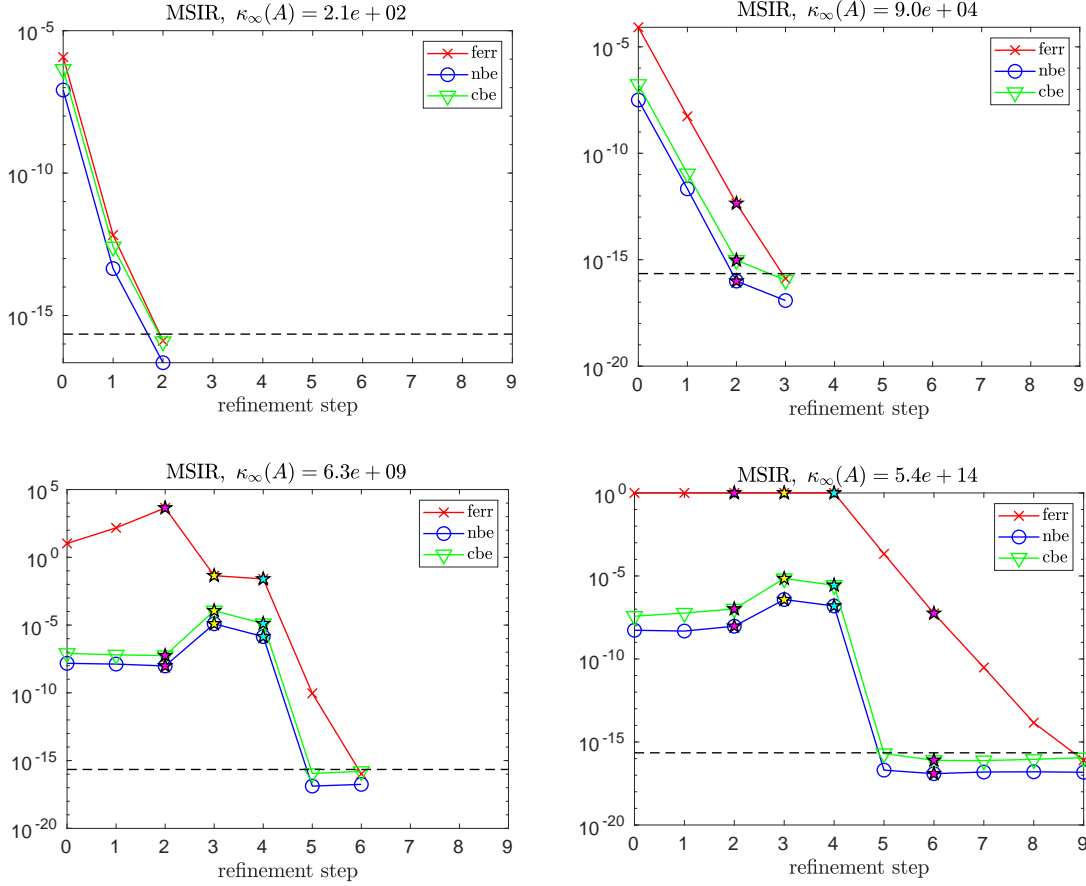 MSIR, κ∞(A) = 2.1e + 02
10^-5
10^-10
10^-15
ferr
nbe
cbe
0 1 2 3 4 5 6 7 8 9
refinement step
MSIR, κ∞(A) = 9.0e + 04
10^-5
10^-10
10^-15
10^-20
ferr
nbe
cbe
0 1 2 3 4 5 6 7 8 9
refinement step
MSIR, κ∞(A) = 6.3e + 09
10^5
10^0
10^-5
10^-10
10^-15
10^-20
ferr
nbe
cbe
0 1 2 3 4 5 6 7 8 9
refinement step
MSIR, κ∞(A) = 5.4e + 14
10^0
10^-5
10^-10
10^-15
10^-20
ferr
nbe
cbe
0 1 2 3 4 5 6 7 8 9
refinement step